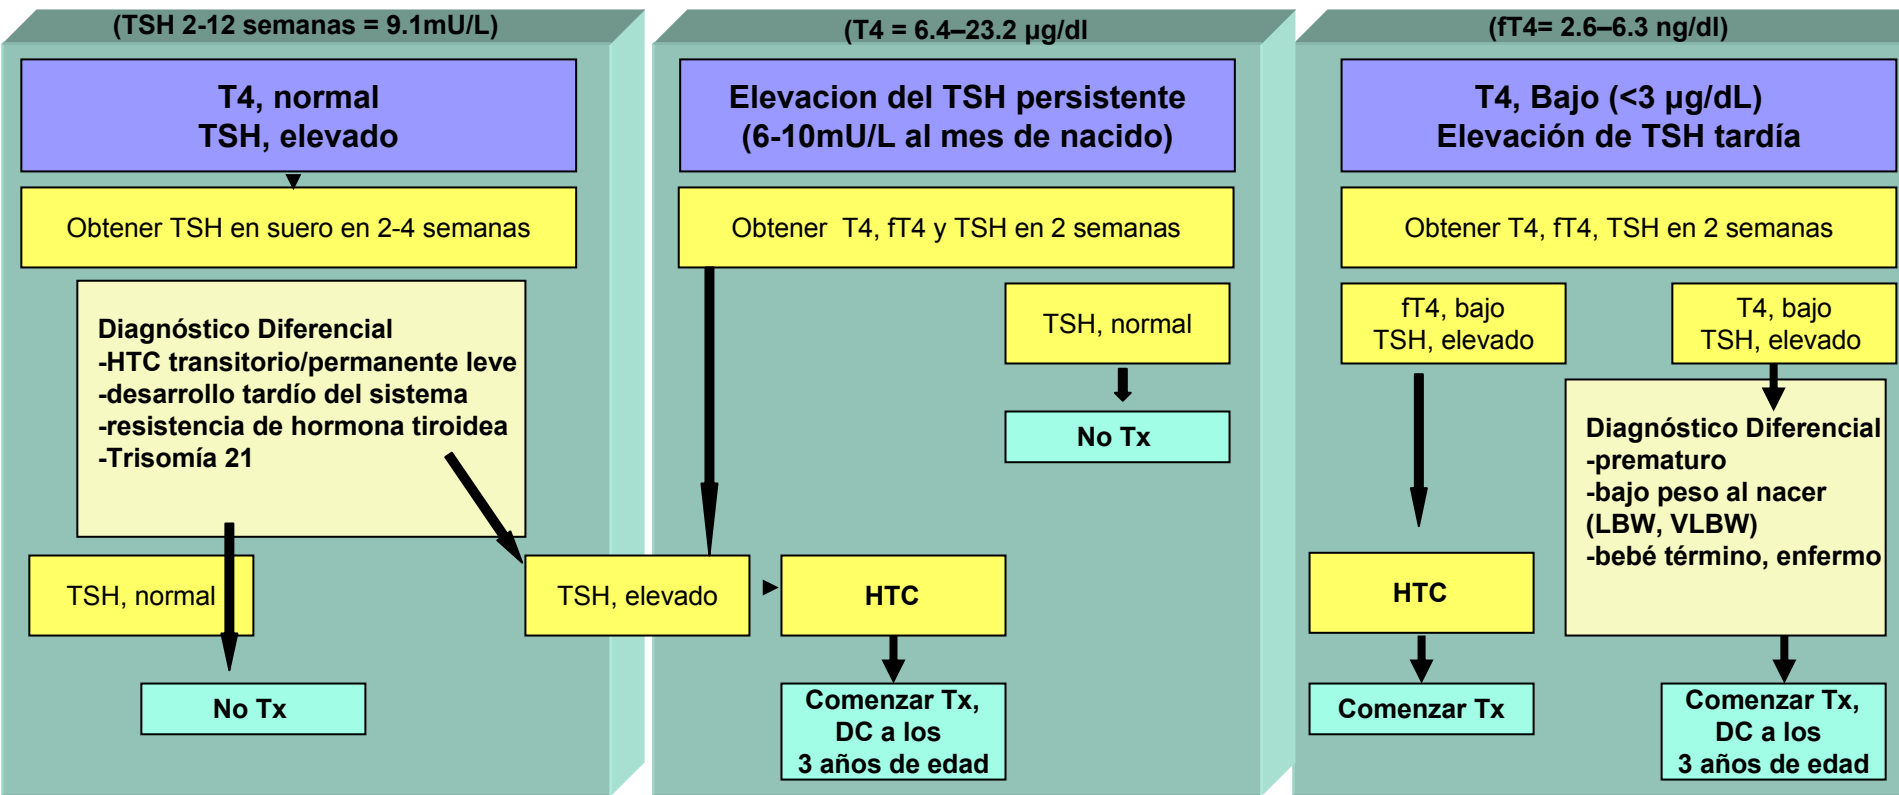 (TSH 2-12 semanas = 9.1mU/L)
T4, normal
TSH, elevado
Obtener TSH en suero en 2-4 semanas
Diagnóstico Diferencial
-HTC transitorio/permanente leve
-desarrollo tardío del sistema
-resistencia de hormona tiroidea
-Trisomía 21
TSH, normal
No Tx
(T4 = 6.4–23.2 µg/dl
Elevacion del TSH persistente
(6-10mU/L al mes de nacido)
Obtener T4, fT4 y TSH en 2 semanas
TSH, normal
No Tx
TSH, elevado
HTC
Comenzar Tx,
DC a los
3 años de edad
(fT4= 2.6–6.3 ng/dl)
T4, Bajo (<3 µg/dL)
Elevación de TSH tardía
Obtener T4, fT4, TSH en 2 semanas
fT4, bajo
TSH, elevado
HTC
Comenzar Tx
T4, bajo
TSH, elevado
Diagnóstico Diferencial
-prematuro
-bajo peso al nacer
(LBW, VLBW)
-bebé término, enfermo
Comenzar Tx,
DC a los
3 años de edad